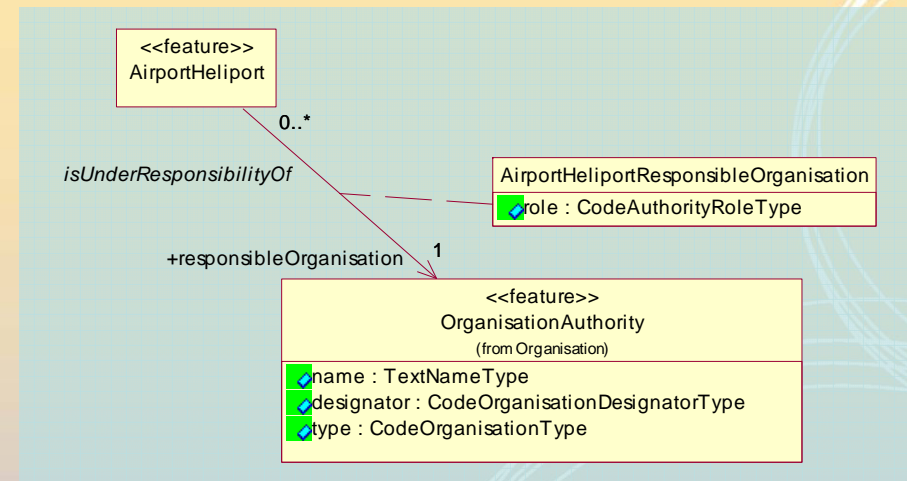 <<feature>>
AirportHeliport
0..*
isUnderResponsibilityOf
AirportHeliportResponsibleOrganisation
role : CodeAuthorityRoleType
+responsibleOrganisation
1
<<feature>>
OrganisationAuthority
(from Organisation)
name : TextNameType
designator : CodeOrganisationDesignatorType
type : CodeOrganisationType